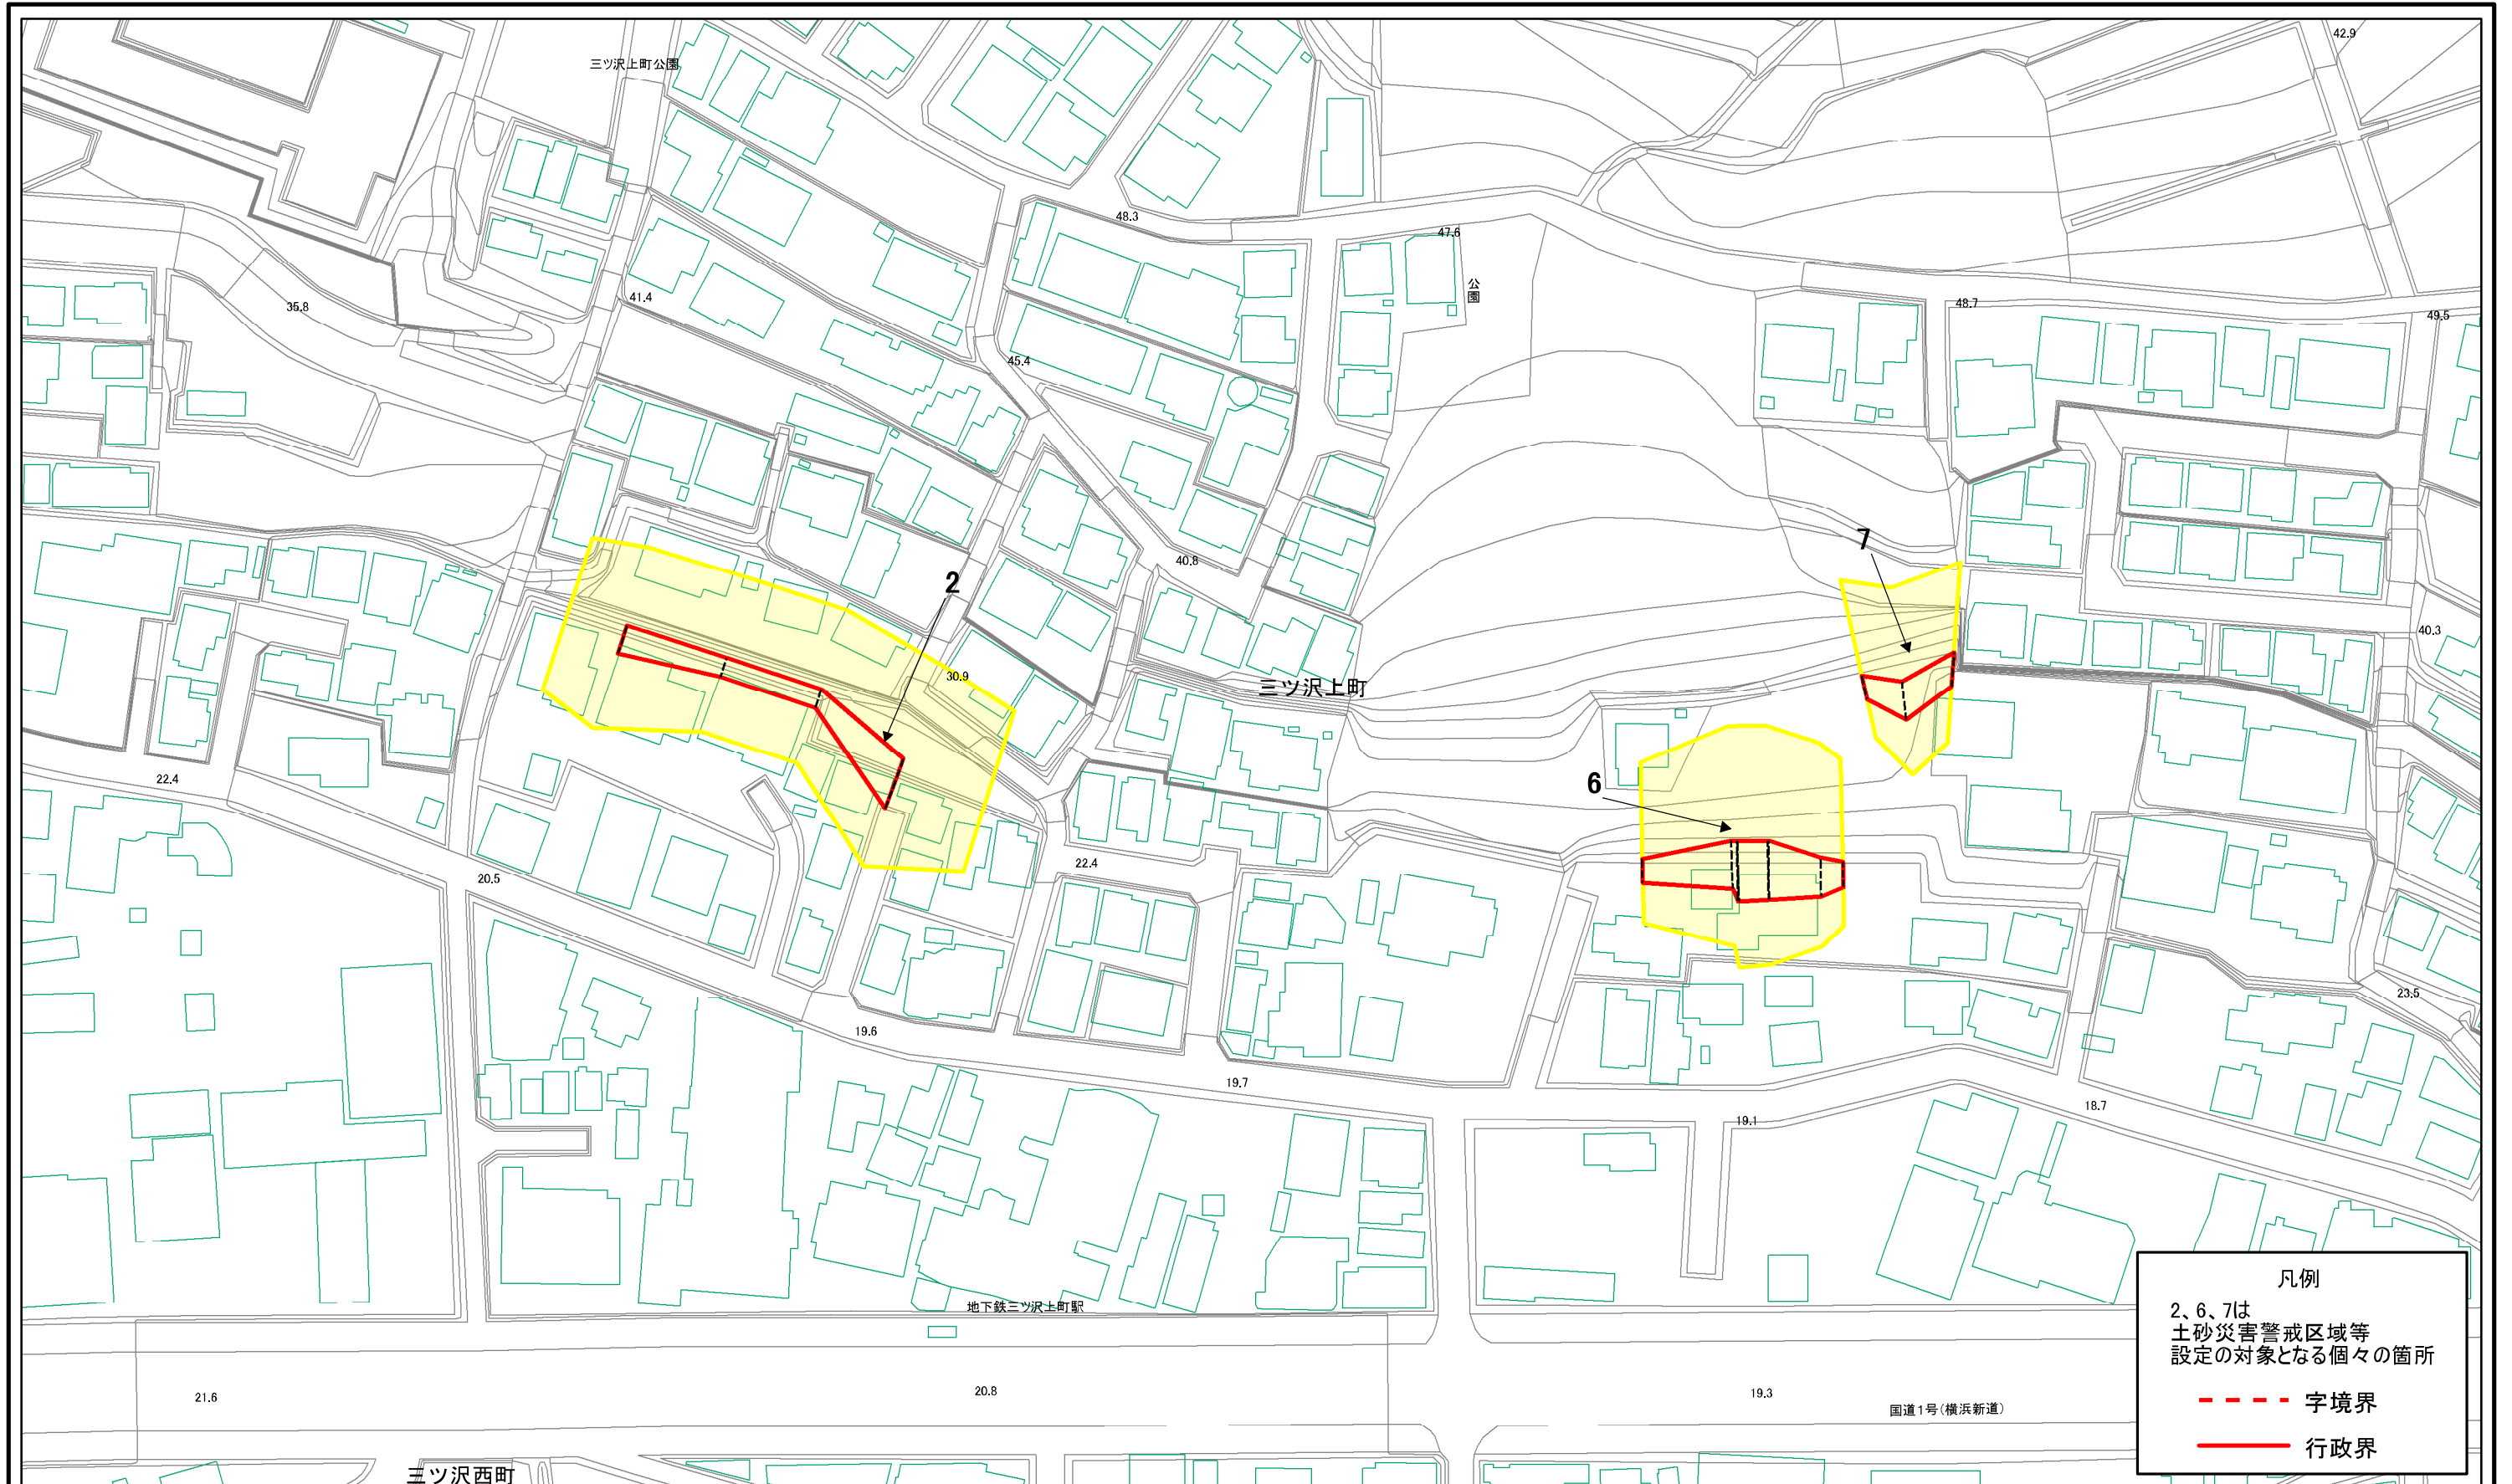 42.9
三ツ沢上町公園
48.3
47.6
公園
35.8
41.4
48.7
49.5
45.4
7
40.8
2
40.3
30.9
三ツ沢上町
22.4
6
22.4
20.5
23.5
19.6
19.7
18.7
19.1
地下鉄三ツ沢上町駅
21.6
20.8
19.3
国道1号(横浜新道)
三ツ沢西町
凡例
2、6、7は
土砂災害警戒区域等
設定の対象となる個々の箇所
字境界
行政界